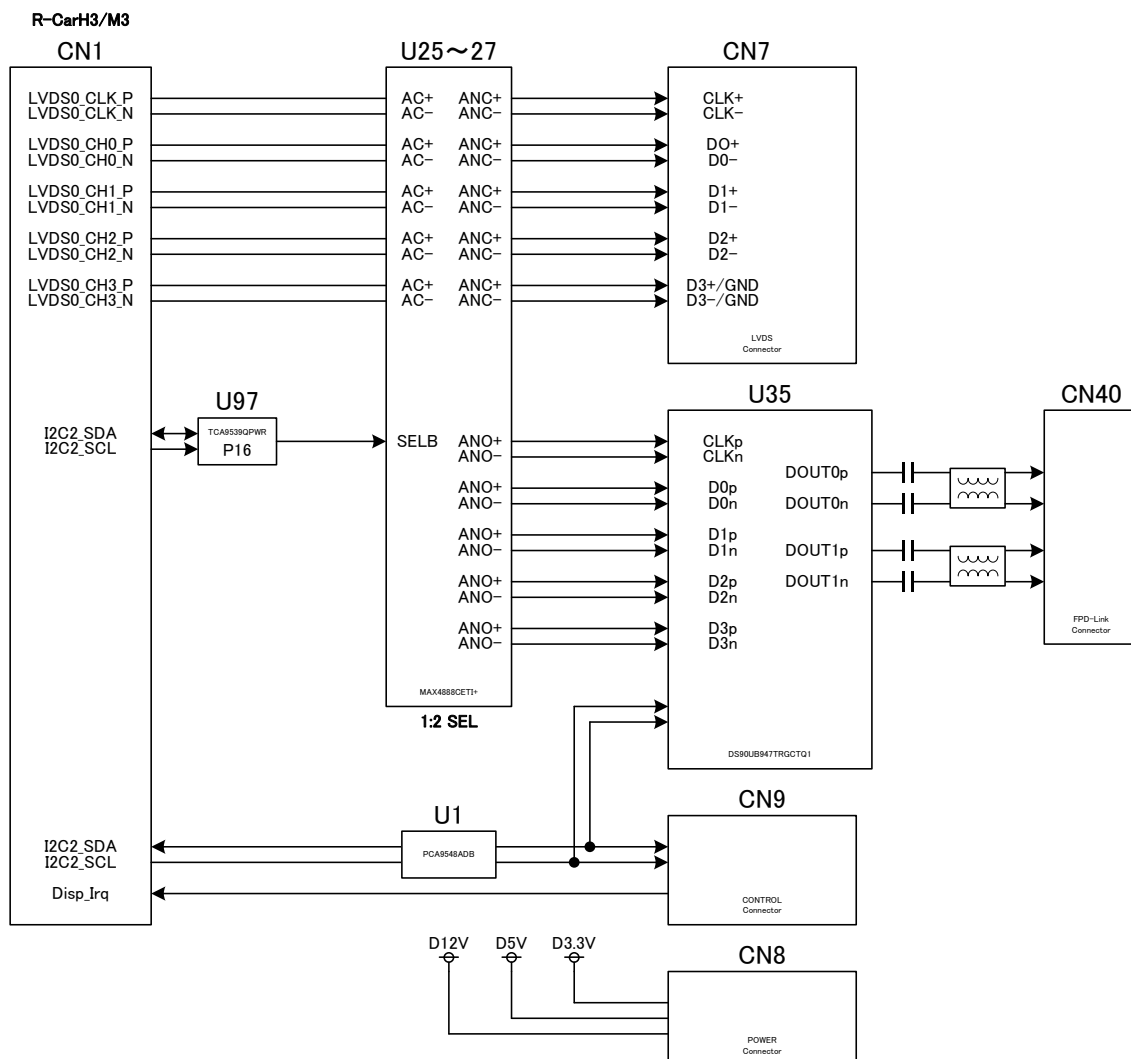 R-CarH3/M3
CN1
U25～27
CN7
LVDS0_CLK_P
LVDS0_CLK_N
LVDS0_CH0_P
LVDS0_CH0_N
LVDS0_CH1_P
LVDS0_CH1_N
LVDS0_CH2_P
LVDS0_CH2_N
LVDS0_CH3_P
LVDS0_CH3_N
AC+ ANC+
AC- ANC-
AC+ ANC+
AC- ANC-
AC+ ANC+
AC- ANC-
AC+ ANC+
AC- ANC-
AC+ ANC+
AC- ANC-
CLK+
CLK-
DO+
D0-
D1+
D1-
D2+
D2-
D3+/GND
D3-/GND
LVDS
Connector
U97
TCA9539QPWR
P16
I2C2_SDA
I2C2_SCL
SELB
ANO+
ANO-
ANO+
ANO-
ANO+
ANO-
ANO+
ANO-
ANO+
ANO-
MAX4888CETI+
1:2 SEL
U35
CLKp
CLKn
D0p
D0n
D1p
D1n
D2p
D2n
D3p
D3n
DOUT0p
DOUT0n
DOUT1p
DOUT1n
DS90UB947TRGCTQ1
CN40
FPD-Link
Connector
U1
PCA9548ADB
I2C2_SDA
I2C2_SCL
Disp_Irq
CN9
CONTROL
Connector
D12V D5V D3.3V
CN8
POWER
Connector